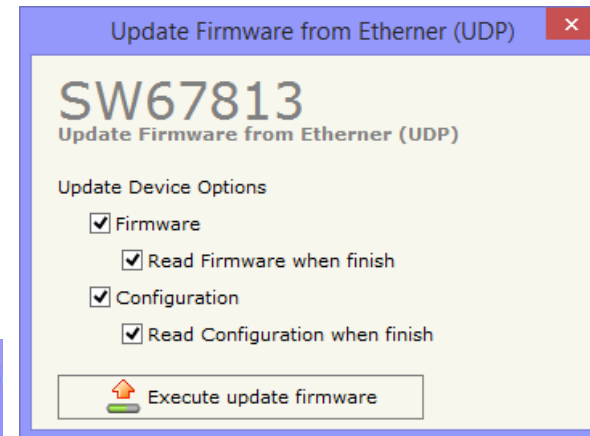 Update Firmware from Etherner (UDP)
SW67813
Update Firmware from Etherner (UDP)
Update Device Options
Firmware
Read Firmware when finish
Configuration
Read Configuration when finish
Execute update firmware